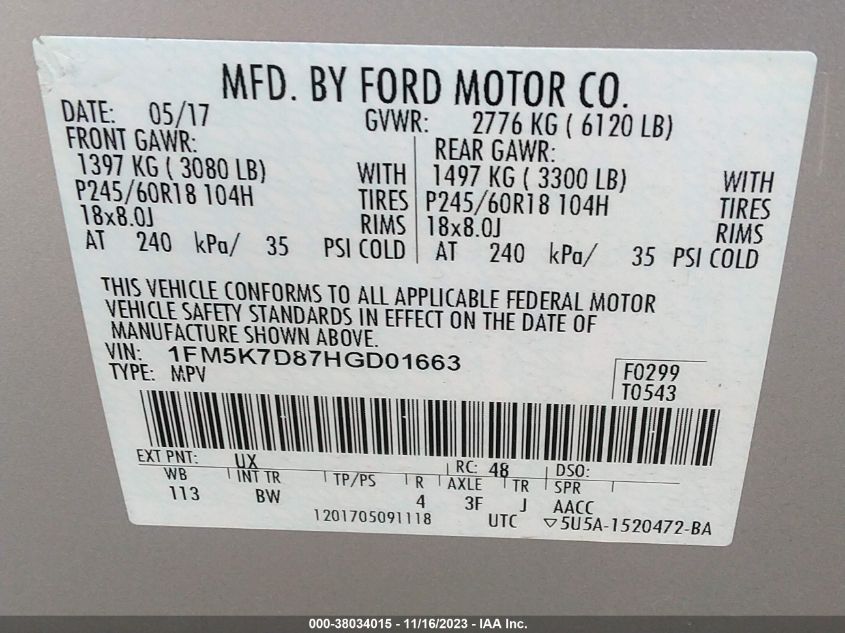 MFD. BY FORD MOTOR CO.
DATE: 05/17 GVWR: 2776 KG ( 6120 LB)
FRONT GAWR: REAR GAWR:
1397 KG ( 3080 LB) WITH 1497 KG ( 3300 LB) WITH
P245/60R18 104H TIRES P245/60R18 104H TIRES
18x8.0J RIMS 18x8.0J RIMS
AT 240 kPa/ 35 PSI COLD AT 240 kPa/ 35 PSI COLD
THIS VEHICLE CONFORMS TO ALL APPLICABLE FEDERAL MOTOR
VEHICLE SAFETY STANDARDS IN EFFECT ON THE DATE OF
MANUFACTURE SHOWN ABOVE.
VIN: 1FM5K7D87HGD01663 F0299
TYPE: MPV T0543
EXT PNT: UX RC: 48 DSO:
WB INT TR TP/PS R AXLE TR SPR
113 BW 4 3F J AACC
1201705091118 UTC ▽5U5A-1520472-BA
000-38034015 - 11/16/2023 - IAA Inc.